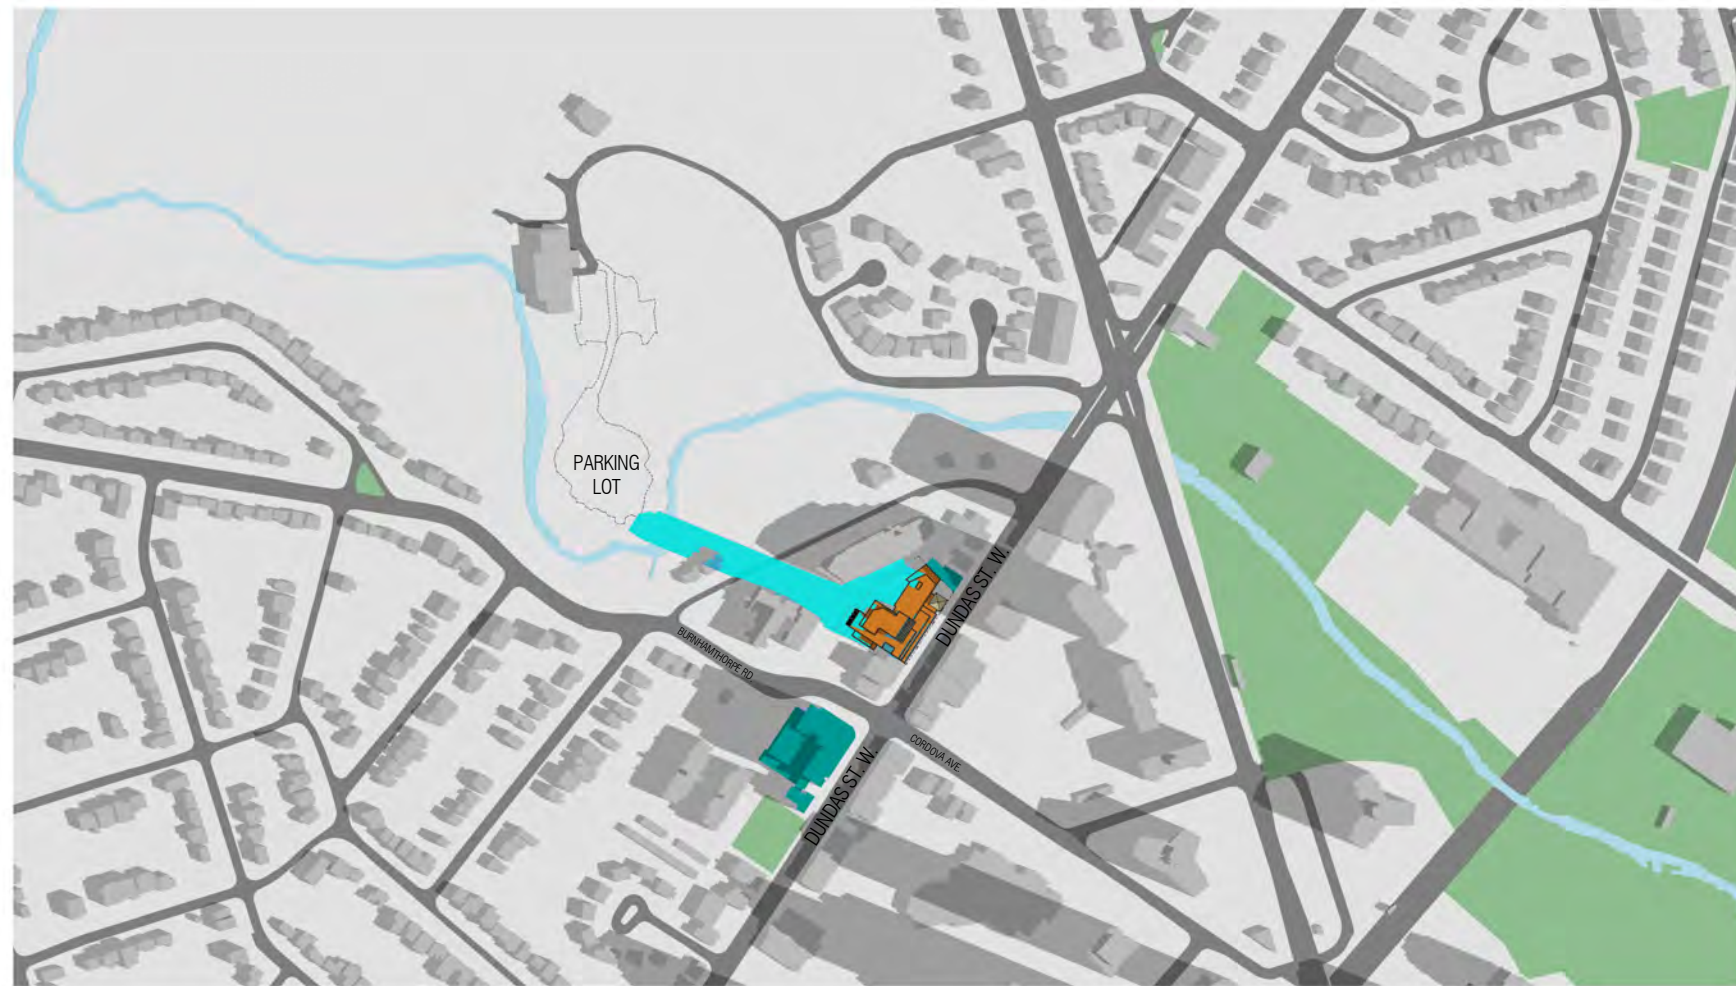 PARKING
LOT
DUNDAS ST. W.
BURNHAMTHORPE RD.
CORDOVA AVE.
DUNDAS ST. W.